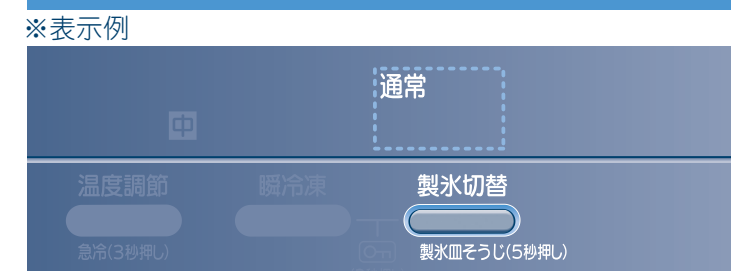 ※表示例
通常
中
温度調節 瞬冷凍 製氷切替
急冷(3秒押し) 製氷皿そうじ(5秒押し)